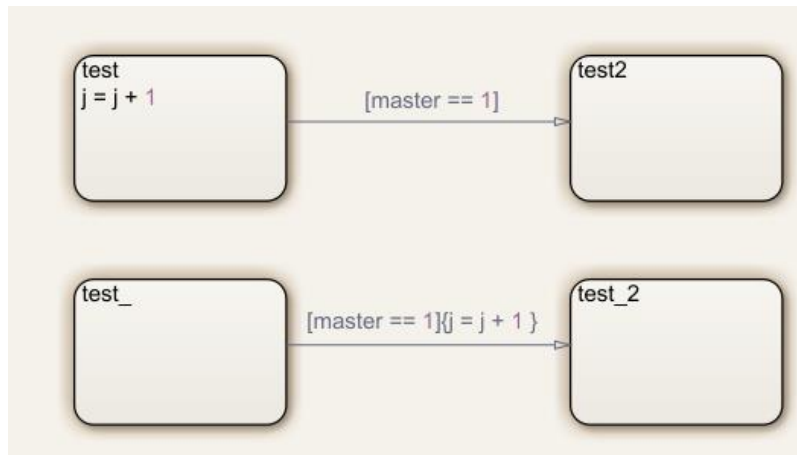 test
j = j + 1
[master == 1]
test2
test_
[master == 1]{j = j + 1 }
test_2